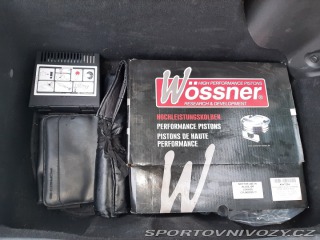 HIGH PERFORMANCE PISTONS
Wössner
RESEARCH & DEVELOPMENT
HOCHLEISTUNGSKOLBEN
PERFORMANCE PISTONS
PISTONS DE HAUTE
PERFORMANCE
W
SPORTOVNIVOZY.CZ